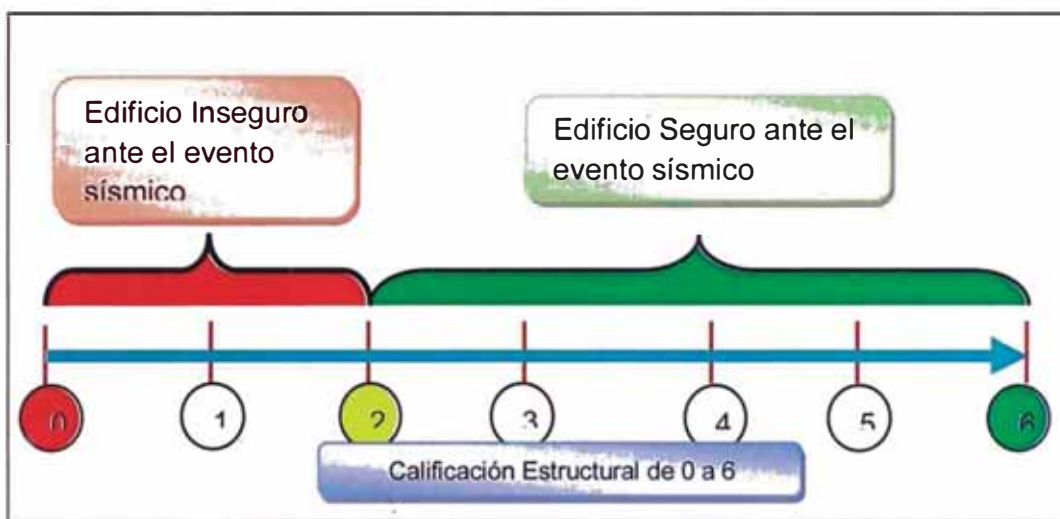 Edificio Inseguro
ante el evento
sísmico
Edificio Seguro ante el
evento sísmico
0 1 2 3 4 5 6
Calificación Estructural de 0 a 6